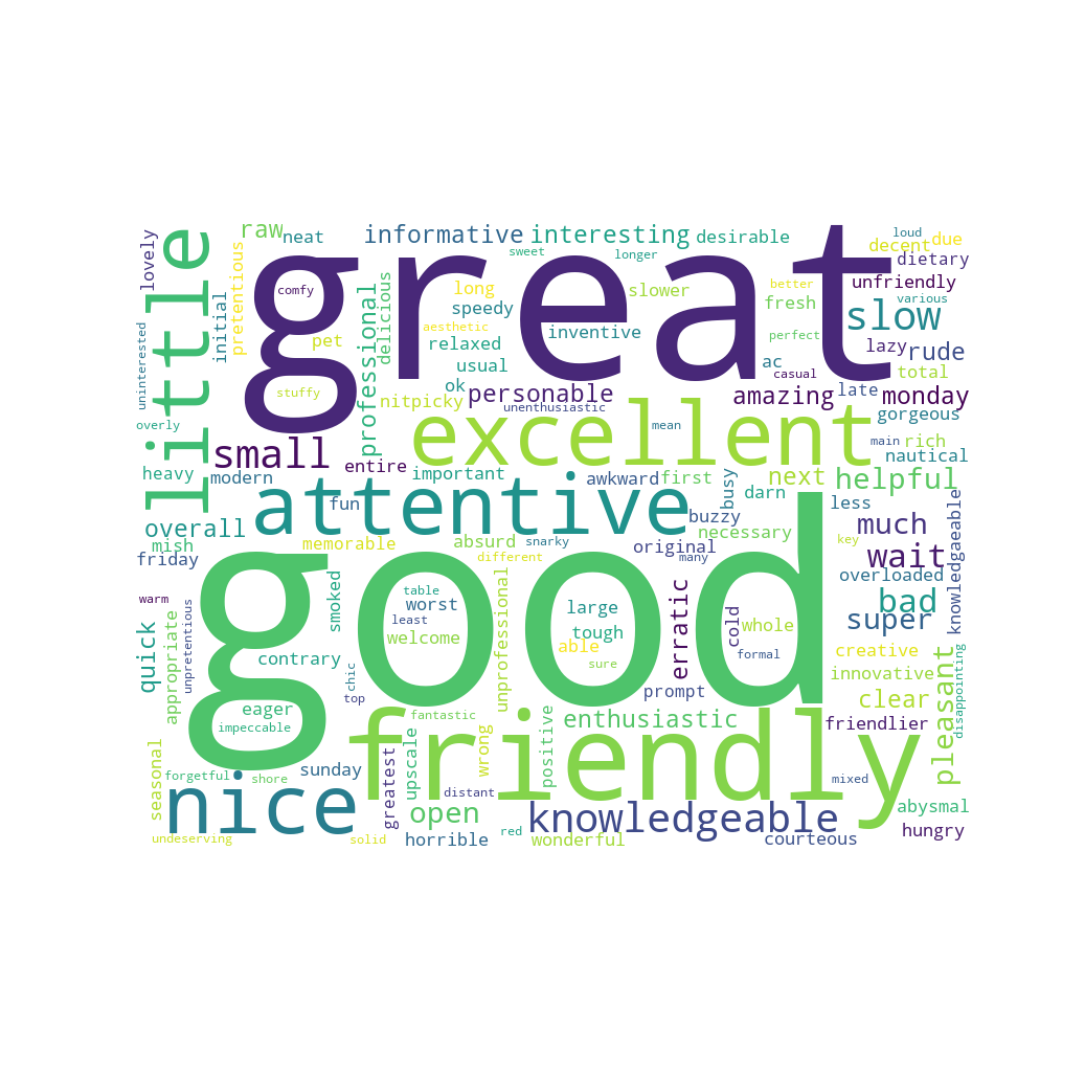 great
good
friendly
excellent
attentive
little
nice
knowledgeable
small
slow
wait
bad
super
much
helpful
pleasant
clear
open
quick
overall
enthusiastic
professional
personable
amazing
monday
rude
interesting
informative
raw
neat
lovely
initial
pretentious
uninterested
overly
heavy
modern
mish
friday
warm
comfy
pet
stuffy
delicious
long
speedy
aesthetic
relaxed
usual
ok
nitpicky
sweet
longer
desirable
slower
inventive
unenthusiastic
mean
better
fresh
perfect
ac
casual
late
lazy
total
loud
decent
due
dietary
unfriendly
various
gorgeous
main
rich
nautical
entire
important
awkward
first
next
busy
darn
less
buzzy
necessary
key
overloaded
knowledgaeable
fun
memorable
absurd
snarky
different
original
many
smoked
table
worst
least
welcome
unprofessional
large
tough
able
sure
erratic
cold
whole
formal
prompt
creative
innovative
friendlier
disappointing
appropriate
unpretentious
contrary
eager
impeccable
chic
top
fantastic
positive
wrong
upscale
greatest
distant
seasonal
forgetful
shore
sunday
undeserving
solid
horrible
red
wonderful
courteous
mixed
abysmal
hungry